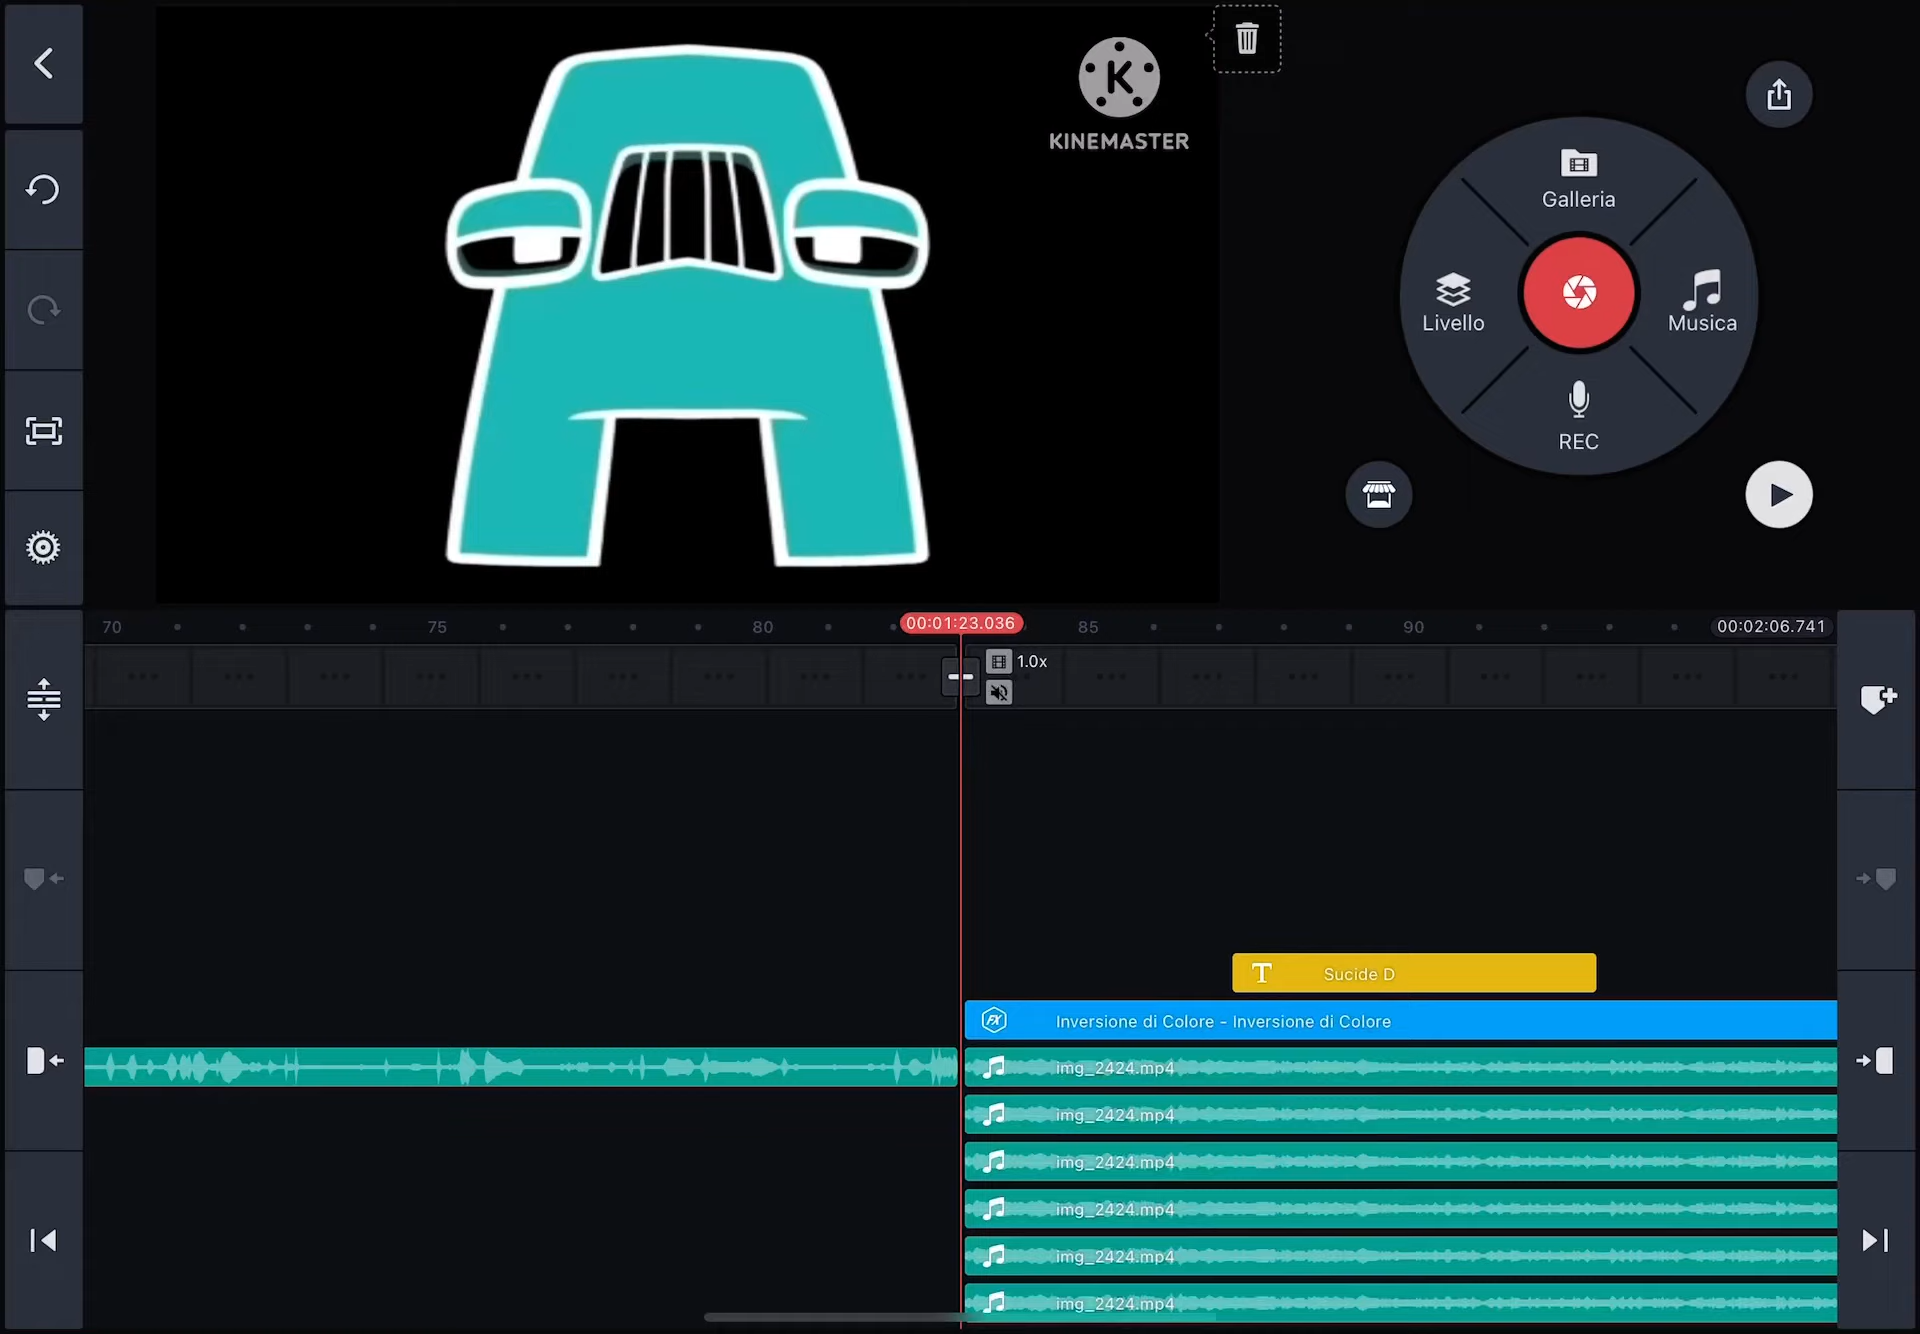 K
KINEMASTER
Galleria
Livello
Musica
REC
70
75
80
00:01:23.036
85
90
00:02:06.741
1.0x
T
Sucide D
FX
Inversione di Colore - Inversione di Colore
img_2424.mp4
img_2424.mp4
img_2424.mp4
img_2424.mp4
img_2424.mp4
img_2424.mp4